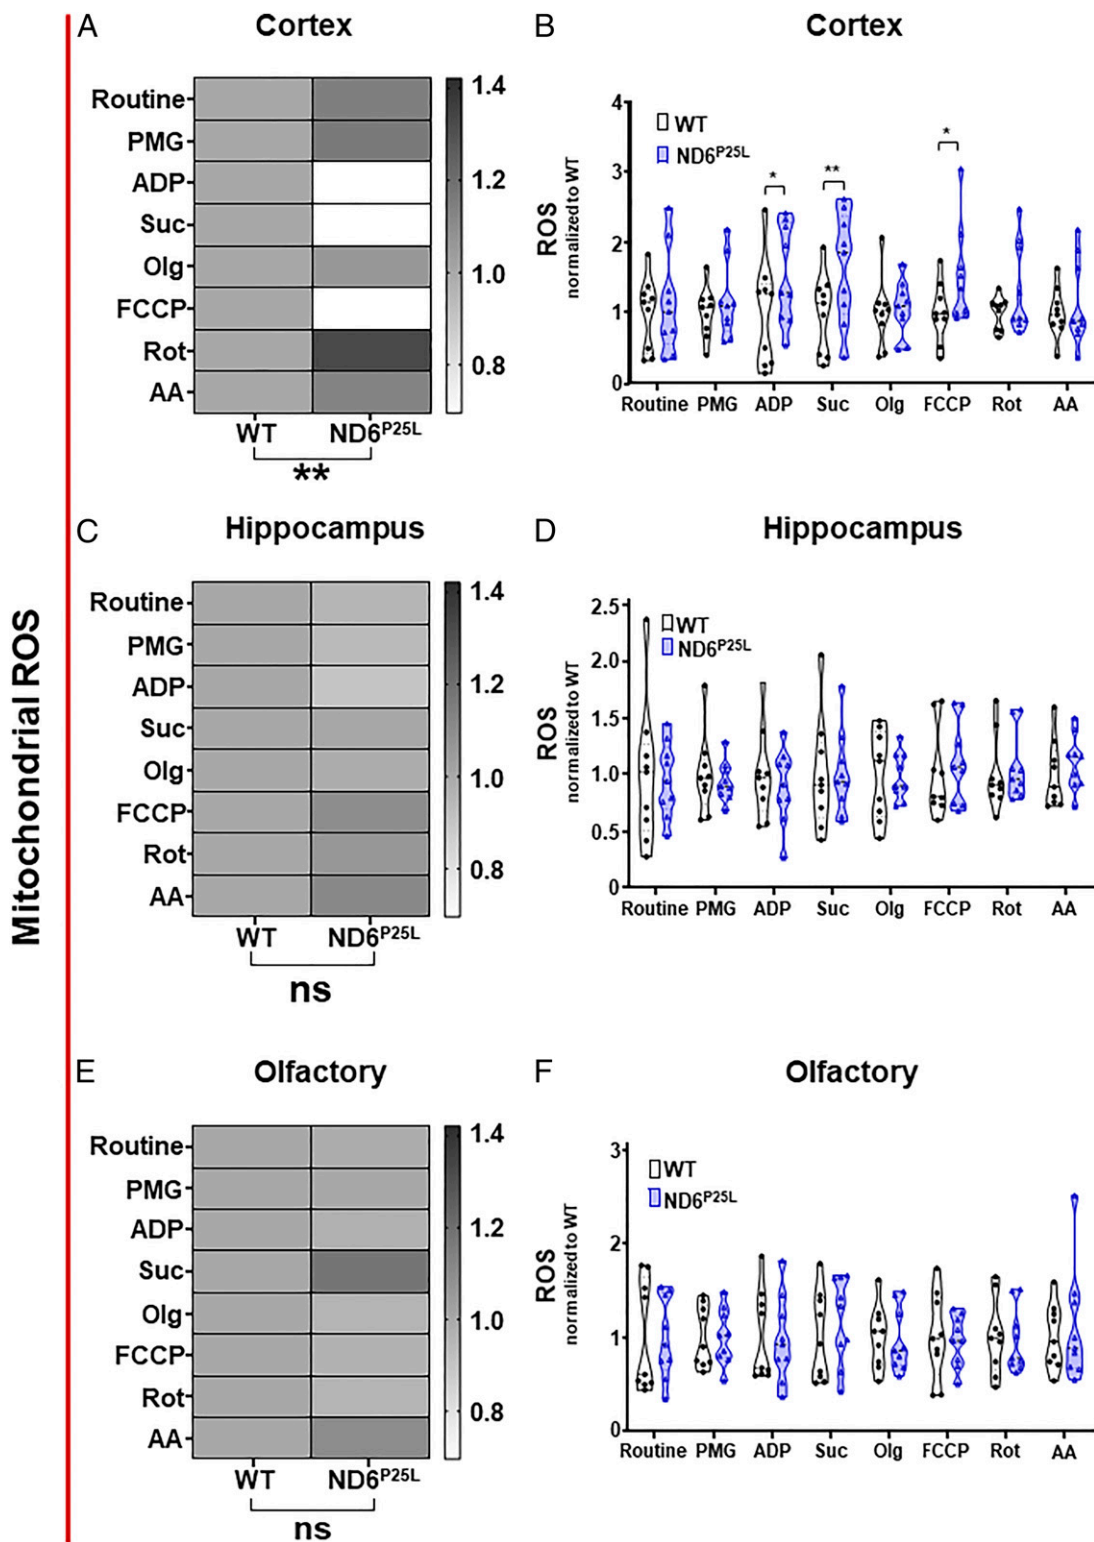 Mitochondrial ROS
A
Cortex
Routine
PMG
ADP
Suc
Olg
FCCP
Rot
AA
1.4
1.2
1.0
0.8
WT ND6P25L
**
B
Cortex
ROS
normalized to WT
4
3
2
1
0
WT
ND6P25L
* ** *
Routine PMG ADP Suc Olg FCCP Rot AA
C
Hippocampus
Routine
PMG
ADP
Suc
Olg
FCCP
Rot
AA
1.4
1.2
1.0
0.8
WT ND6P25L
ns
D
Hippocampus
ROS
normalized to WT
2.5
2.0
1.5
1.0
0.5
0
WT
ND6P25L
Routine PMG ADP Suc Olg FCCP Rot AA
E
Olfactory
Routine
PMG
ADP
Suc
Olg
FCCP
Rot
AA
1.4
1.2
1.0
0.8
WT ND6P25L
ns
F
Olfactory
ROS
normalized to WT
3
2
1
0
WT
ND6P25L
Routine PMG ADP Suc Olg FCCP Rot AA